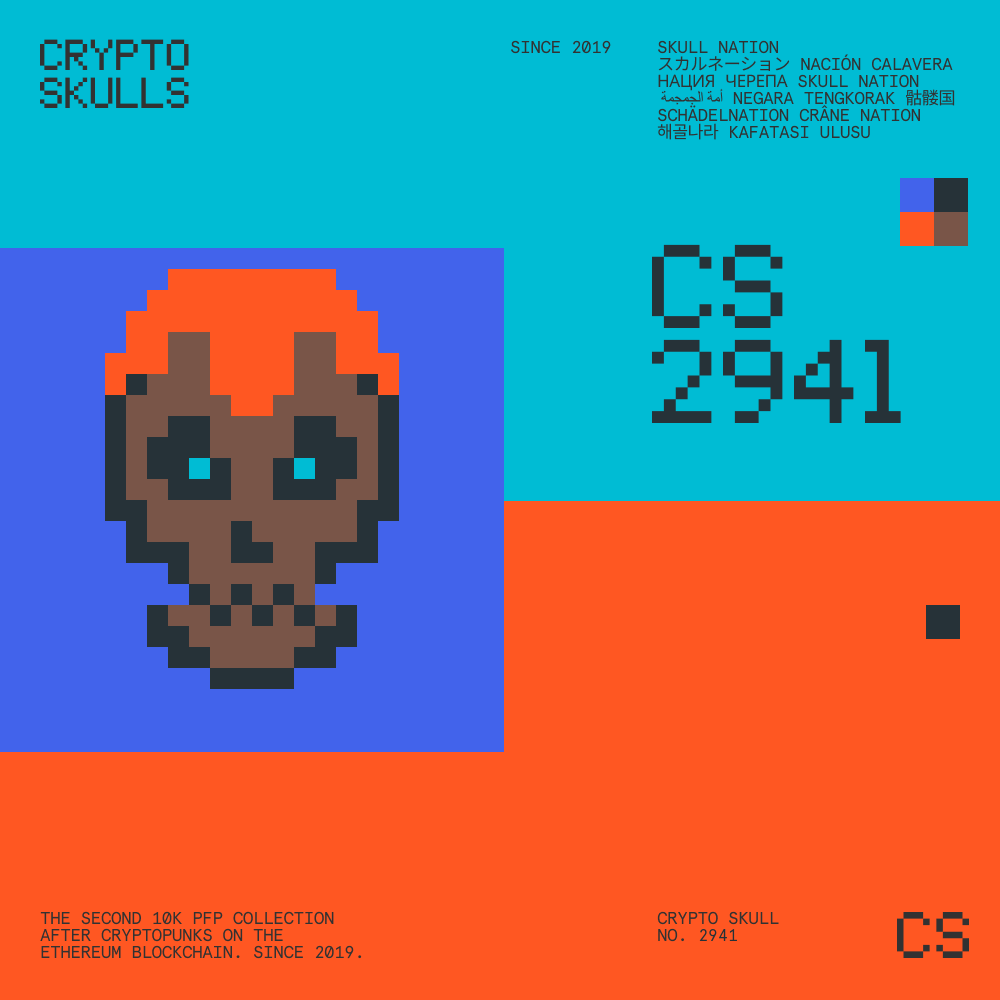 CRYPTO
SKULLS
SINCE 2019
SKULL NATION
スカルネーション NACIÓN CALAVERA
НАЦИЯ ЧЕРЕПА SKULL NATION
أمة الجمجمة NEGARA TENGKORAK 骷髅国
SCHÄDELNATION CRÂNE NATION
해골나라 KAFATASI ULUSU
CS
2941
THE SECOND 10K PFP COLLECTION
AFTER CRYPTOPUNKS ON THE
ETHEREUM BLOCKCHAIN. SINCE 2019.
CRYPTO SKULL
NO. 2941
CS